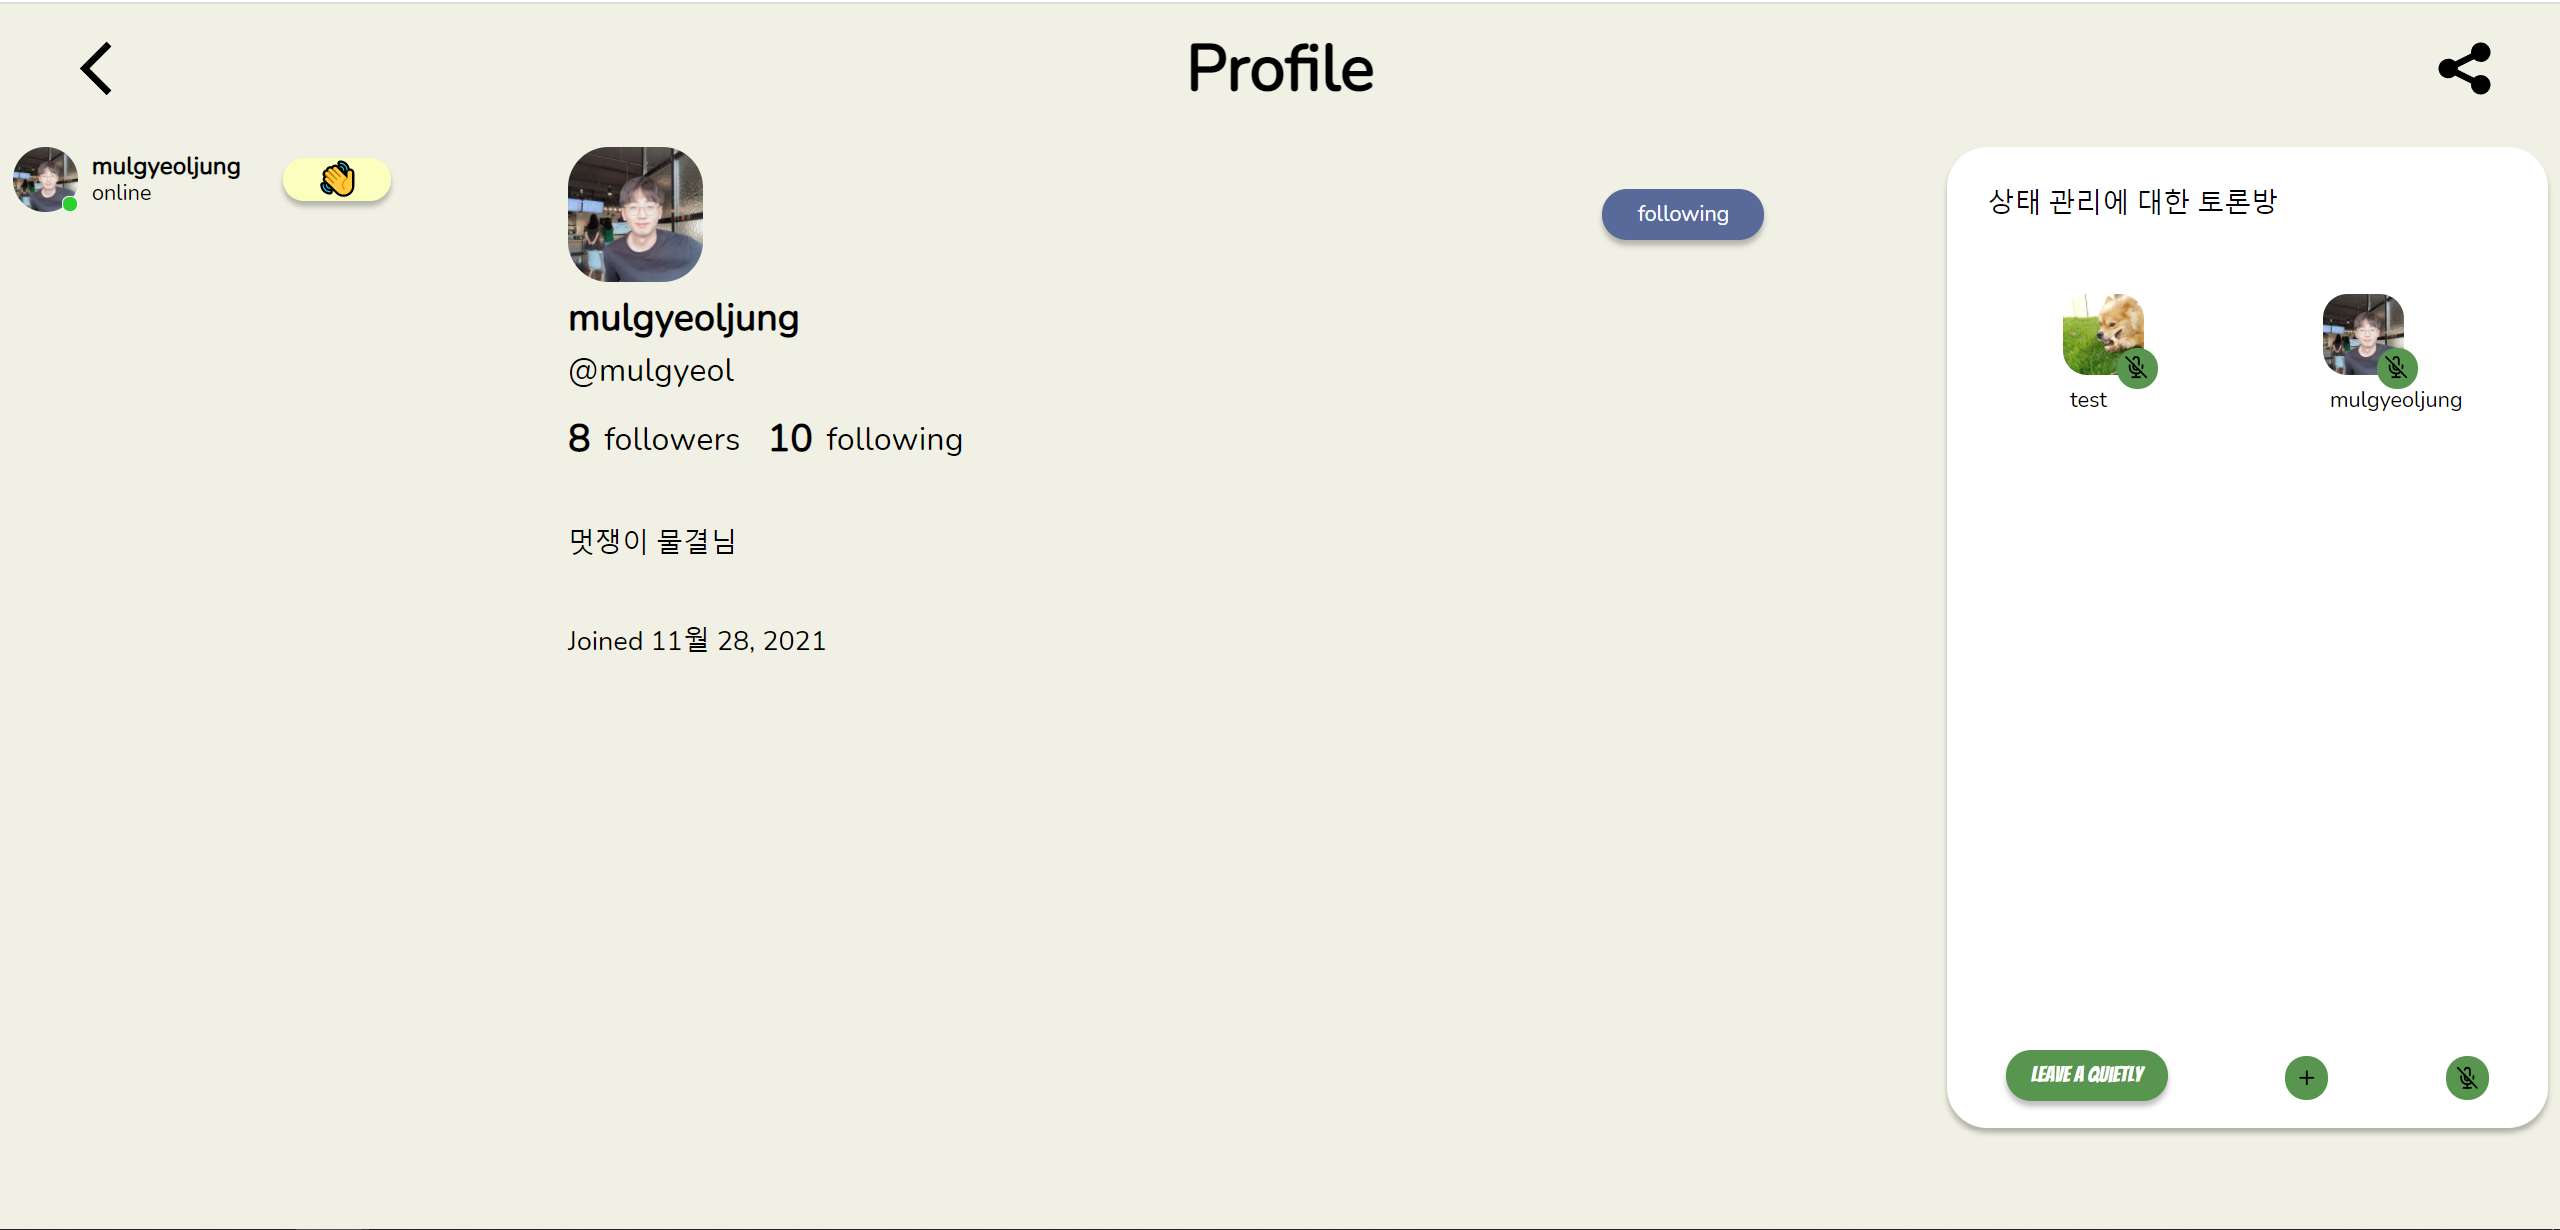 Profile
mulgyeoljung
online
mulgyeoljung
@mulgyeol
8 followers 10 following
멋쟁이 물결님
Joined 11월 28, 2021
following
상태 관리에 대한 토론방
test
mulgyeoljung
LEAVE A QUIETLY